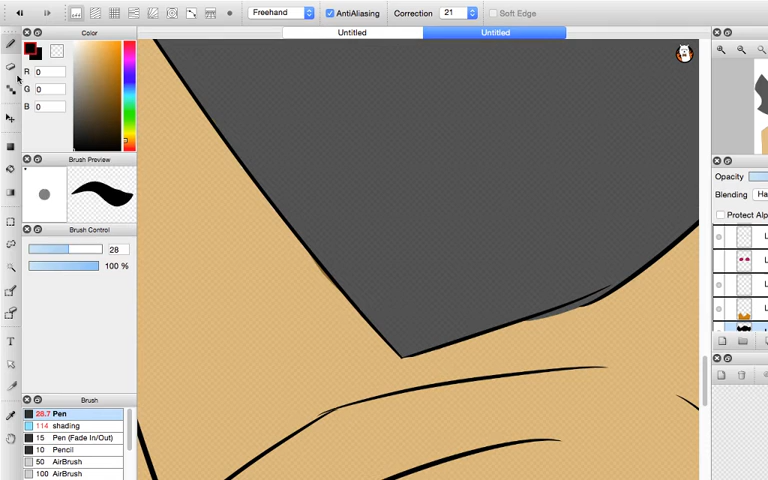 Freehand AntiAliasing Correction 21 Soft Edge
Untitled Untitled
Color
R 0
G 0
B 0
Brush Preview
Brush Control
28
100 %
Brush
28.7 Pen
114 shading
15 Pen (Fade In/Out)
10 Pencil
50 AirBrush
100 AirBrush
Opacity
Blending Ha
Protect Alp
L
L
L
L
L
T